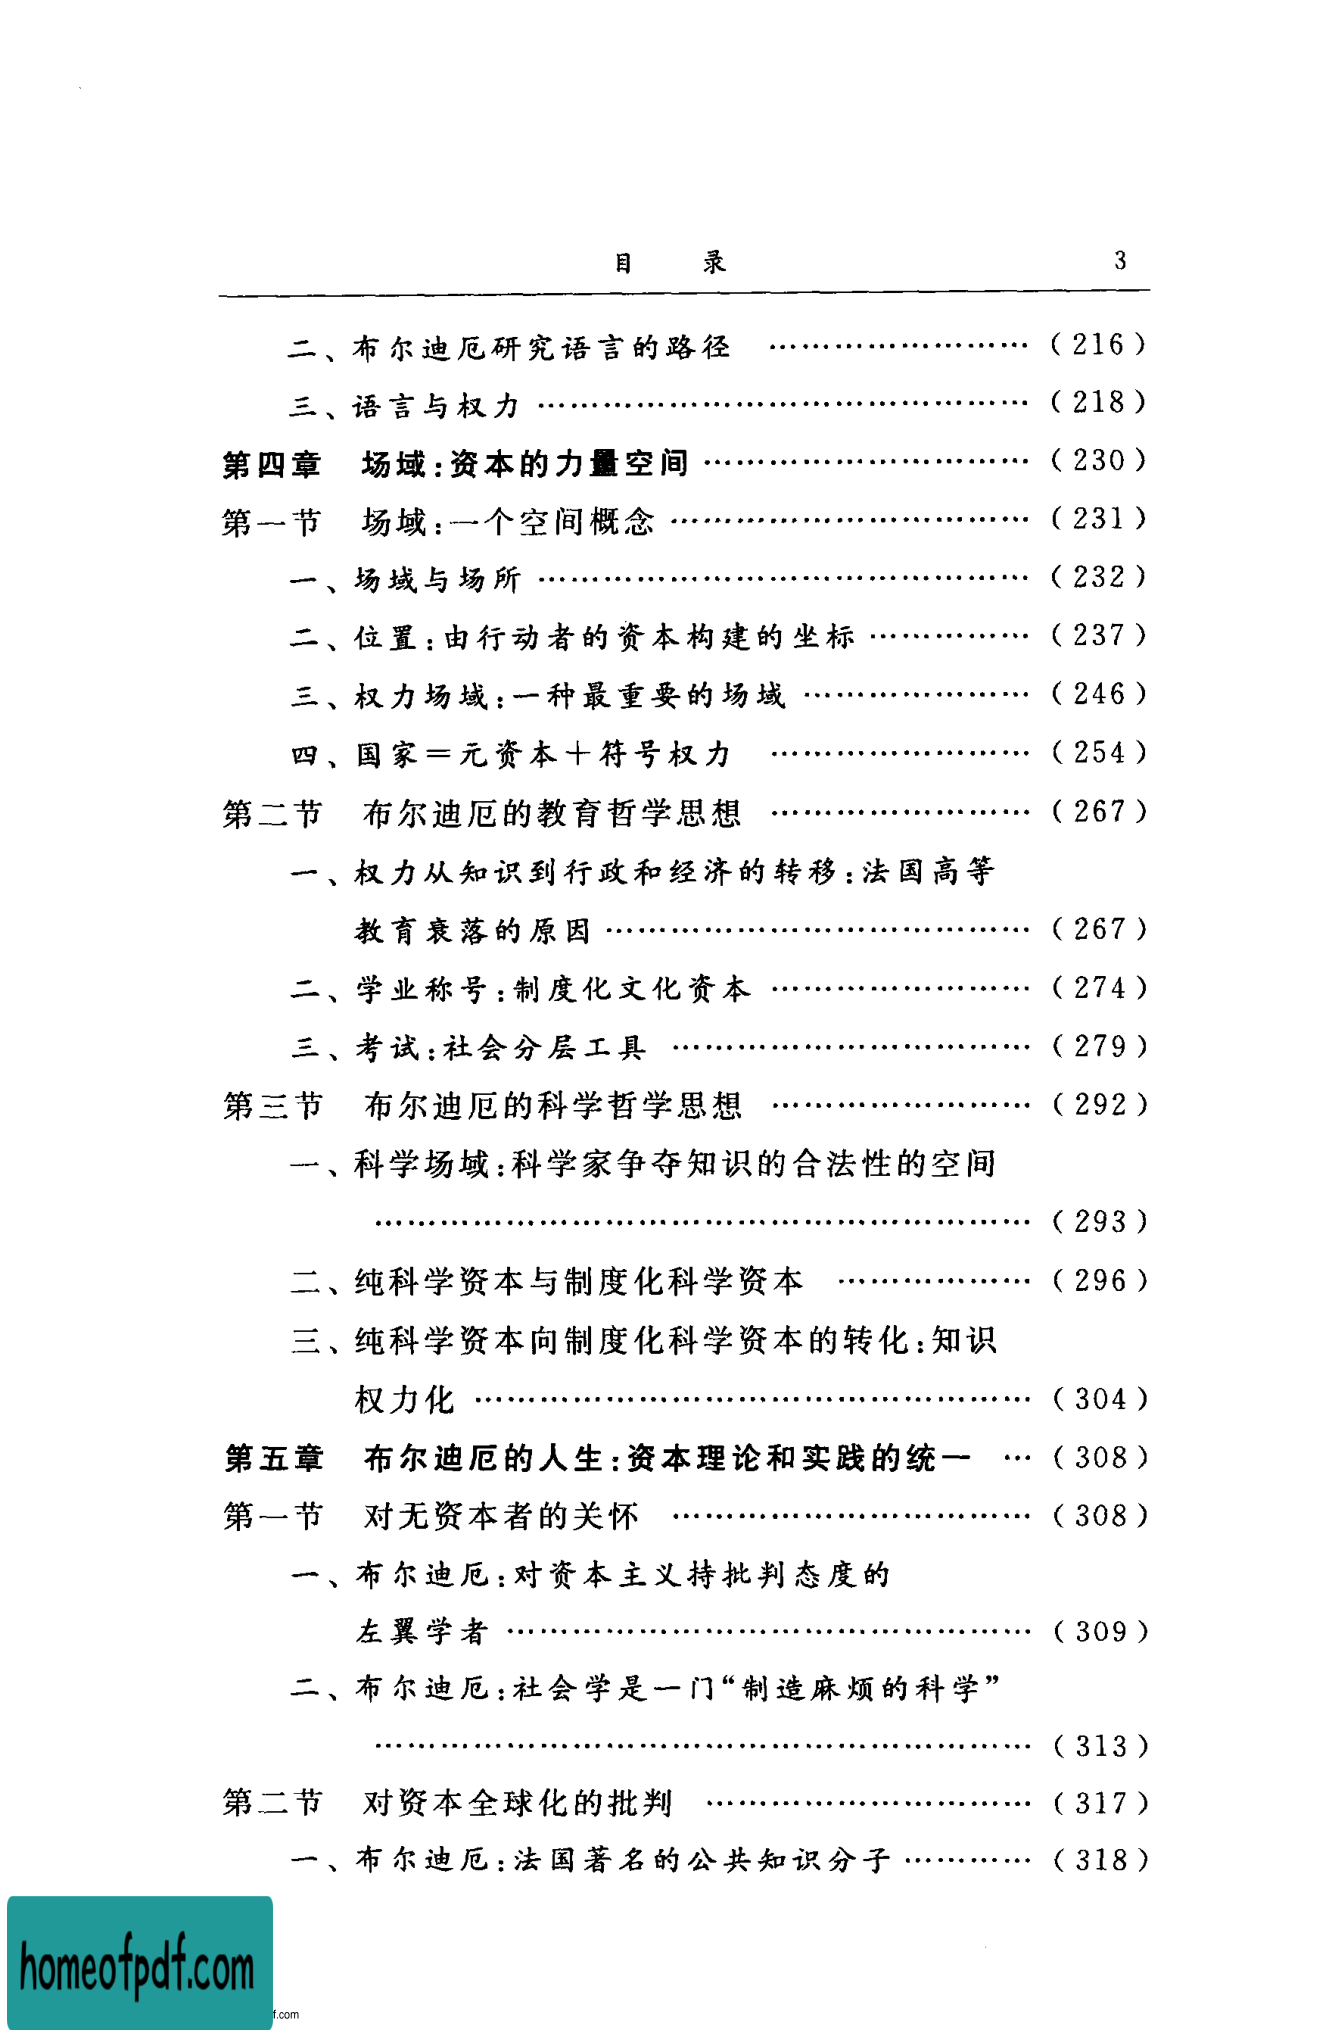 目 录 3
二、布尔迪厄研究语言的路径 ……………………（216）
三、语言与权力 ………………………………………（218）
第四章 场域：资本的力量空间 …………………………（230）
第一节 场域：一个空间概念 ……………………………（231）
一、场域与场所 ………………………………………（232）
二、位置：由行动者的资本构建的坐标 ……………（237）
三、权力场域：一种最重要的场域 …………………（246）
四、国家＝元资本＋符号权力 ……………………（254）
第二节 布尔迪厄的教育哲学思想 ……………………（267）
一、权力从知识到行政和经济的转移：法国高等
教育衰落的原因 …………………………………（267）
二、学业称号：制度化文化资本 ……………………（274）
三、考试：社会分层工具 ……………………………（279）
第三节 布尔迪厄的科学哲学思想 ……………………（292）
一、科学场域：科学家争夺知识的合法性的空间
……………………………………………………（293）
二、纯科学资本与制度化科学资本 ………………（296）
三、纯科学资本向制度化科学资本的转化：知识
权力化 ……………………………………………（304）
第五章 布尔迪厄的人生：资本理论和实践的统一 …（308）
第一节 对无资本者的关怀 ……………………………（308）
一、布尔迪厄：对资本主义持批判态度的
左翼学者 …………………………………………（309）
二、布尔迪厄：社会学是一门“制造麻烦的科学”
……………………………………………………（313）
第二节 对资本全球化的批判 …………………………（317）
一、布尔迪厄：法国著名的公共知识分子 …………（318）
homeofpdf.com
f.com